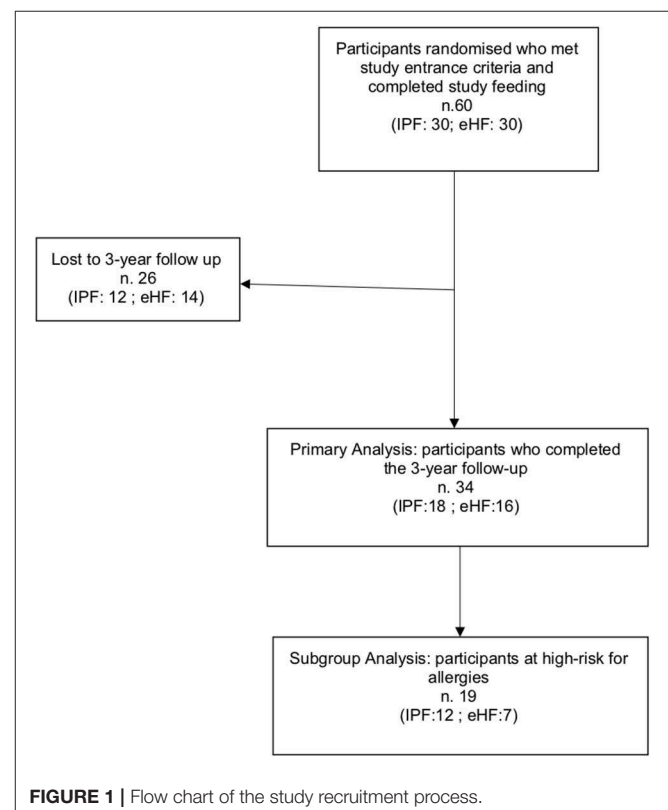 Participants randomised who met
study entrance criteria and
completed study feeding
n.60
(IPF: 30; eHF: 30)
Lost to 3-year follow up
n. 26
(IPF: 12 ; eHF: 14)
Primary Analysis: participants who completed
the 3-year follow-up
n. 34
(IPF:18 ; eHF:16)
Subgroup Analysis: participants at high-risk for
allergies
n. 19
(IPF:12 ; eHF:7)
FIGURE 1 | Flow chart of the study recruitment process.